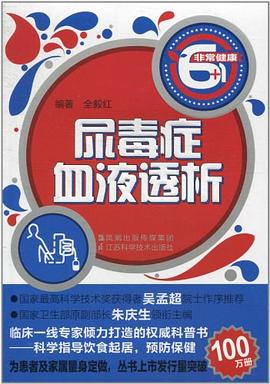 非常健康
6+
编著 全毅红
尿毒症
血液透析
凤凰出版传媒集团
江苏科学技术出版社
●国家最高科学技术奖获得者吴孟超院士作序推荐
●国家卫生部原副部长朱庆生领衔主编
临床一线专家倾力打造的权威科普书
——科学指导饮食起居,预防保健
为患者及家属量身定做,丛书上市发行量突破
100
万册